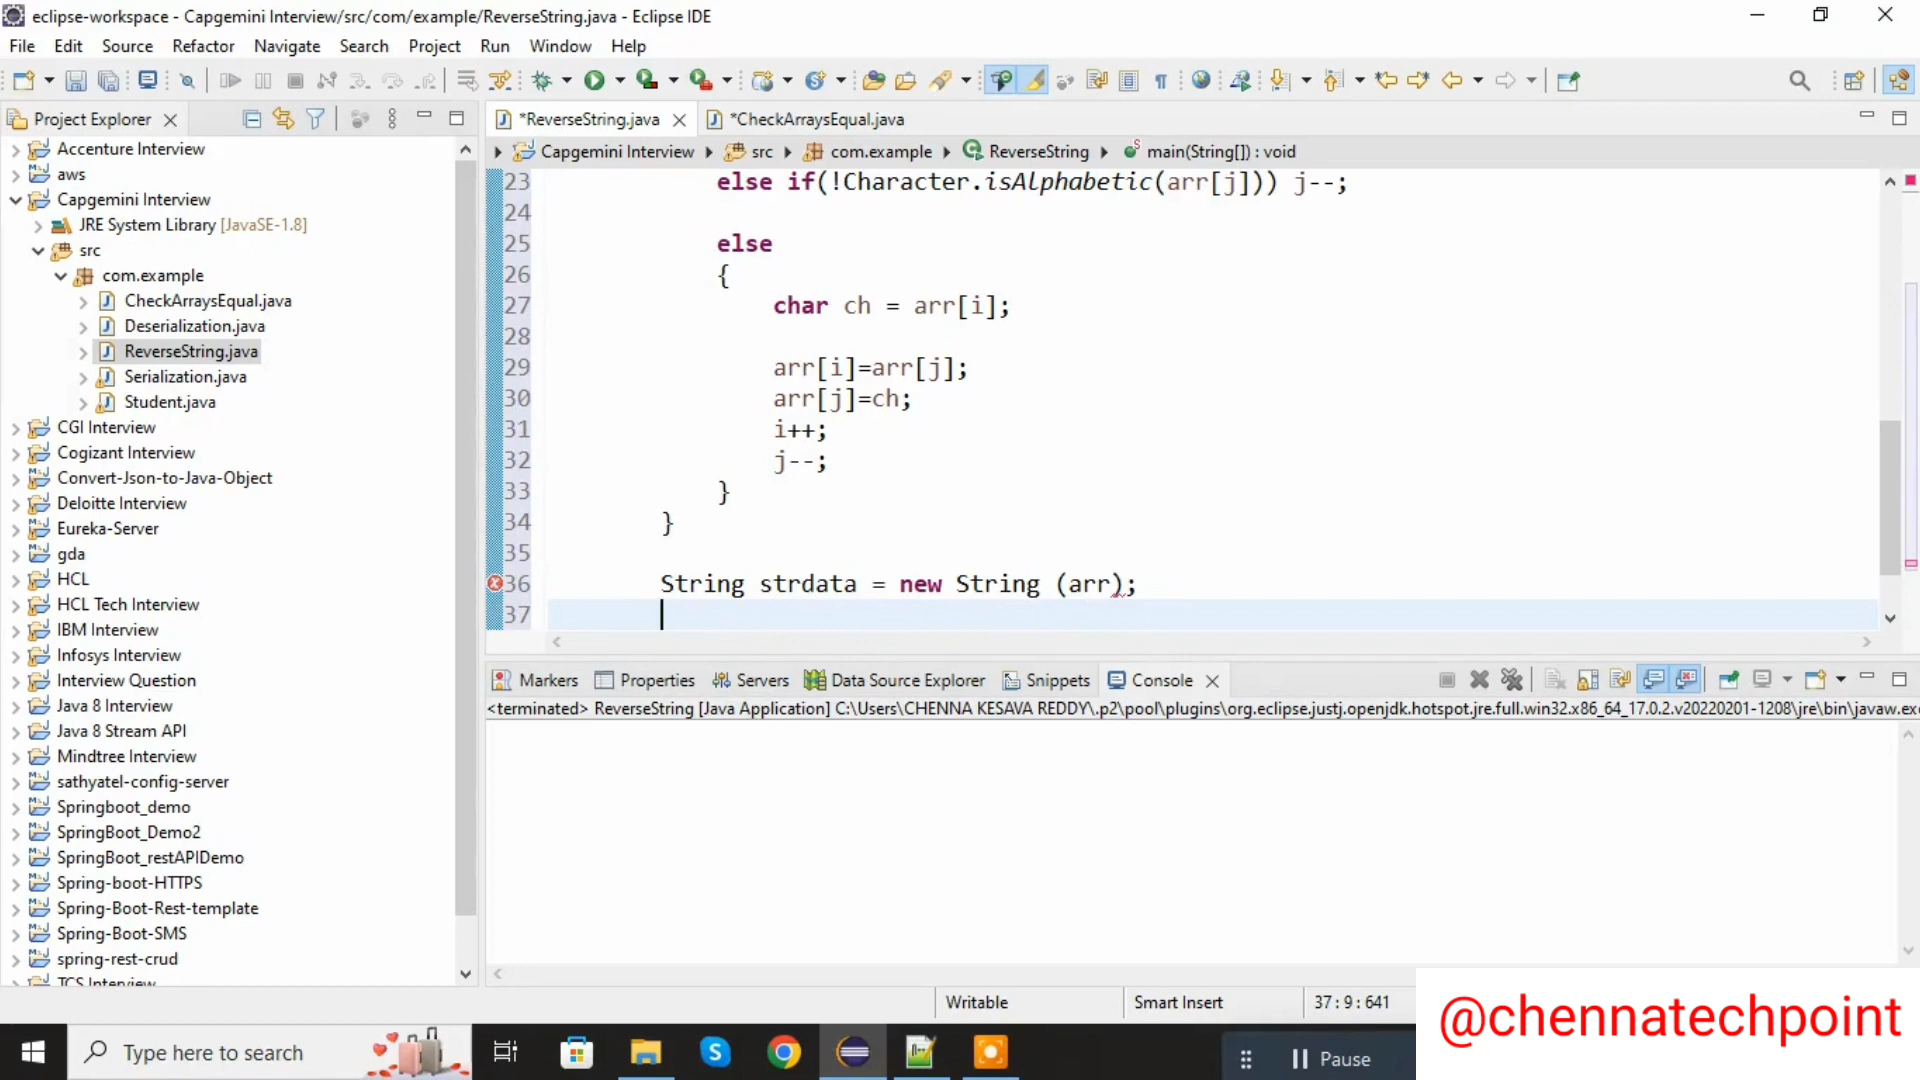 eclipse-workspace - Capgemini Interview/src/com/example/ReverseString.java - Eclipse IDE
File Edit Source Refactor Navigate Search Project Run Window Help
Project Explorer
*ReverseString.java
*CheckArraysEqual.java
Capgemini Interview src com.example ReverseString main(String[]) : void
Accenture Interview
aws
Capgemini Interview
JRE System Library [JavaSE-1.8]
src
com.example
CheckArraysEqual.java
Deserialization.java
ReverseString.java
Serialization.java
Student.java
CGI Interview
Cogizant Interview
Convert-Json-to-Java-Object
Deloitte Interview
Eureka-Server
gda
HCL
HCL Tech Interview
IBM Interview
Infosys Interview
Interview Question
Java 8 Interview
Java 8 Stream API
Mindtree Interview
sathyatel-config-server
Springboot_demo
SpringBoot_Demo2
SpringBoot_restAPIDemo
Spring-boot-HTTPS
Spring-Boot-Rest-template
Spring-Boot-SMS
spring-rest-crud
TCS Interview
23 else if(!Character.isAlphabetic(arr[j])) j--;
24
25 else
26 {
27 char ch = arr[i];
28
29 arr[i]=arr[j];
30 arr[j]=ch;
31 i++;
32 j--;
33 }
34 }
35
36 String strdata = new String (arr);
37
Markers Properties Servers Data Source Explorer Snippets Console
<terminated> ReverseString [Java Application] C:\Users\CHENNA KESAVA REDDY\.p2\pool\plugins\org.eclipse.justj.openjdk.hotspot.jre.full.win32.x86_64_17.0.2.v20220201-1208\jre\bin\javaw.exe
Writable Smart Insert 37 : 9 : 641
@chennatechpoint
Type here to search
Pause